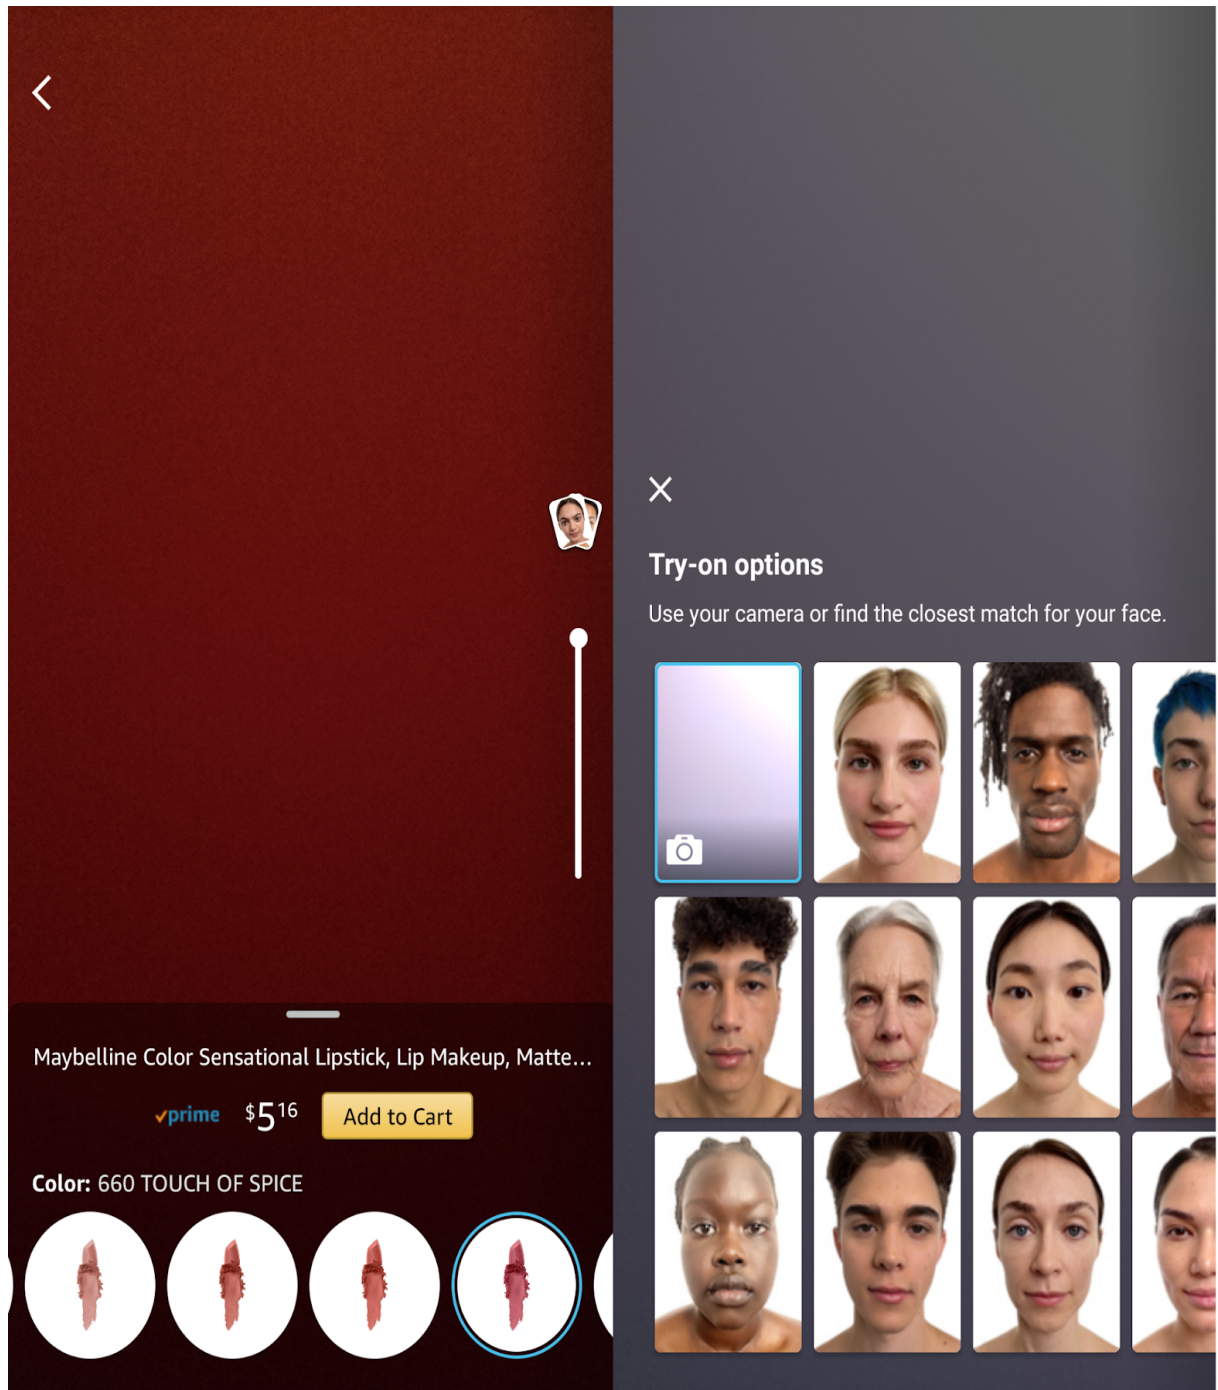 Maybelline Color Sensational Lipstick, Lip Makeup, Matte...
prime $5 16 Add to Cart
Color: 660 TOUCH OF SPICE
Try-on options
Use your camera or find the closest match for your face.